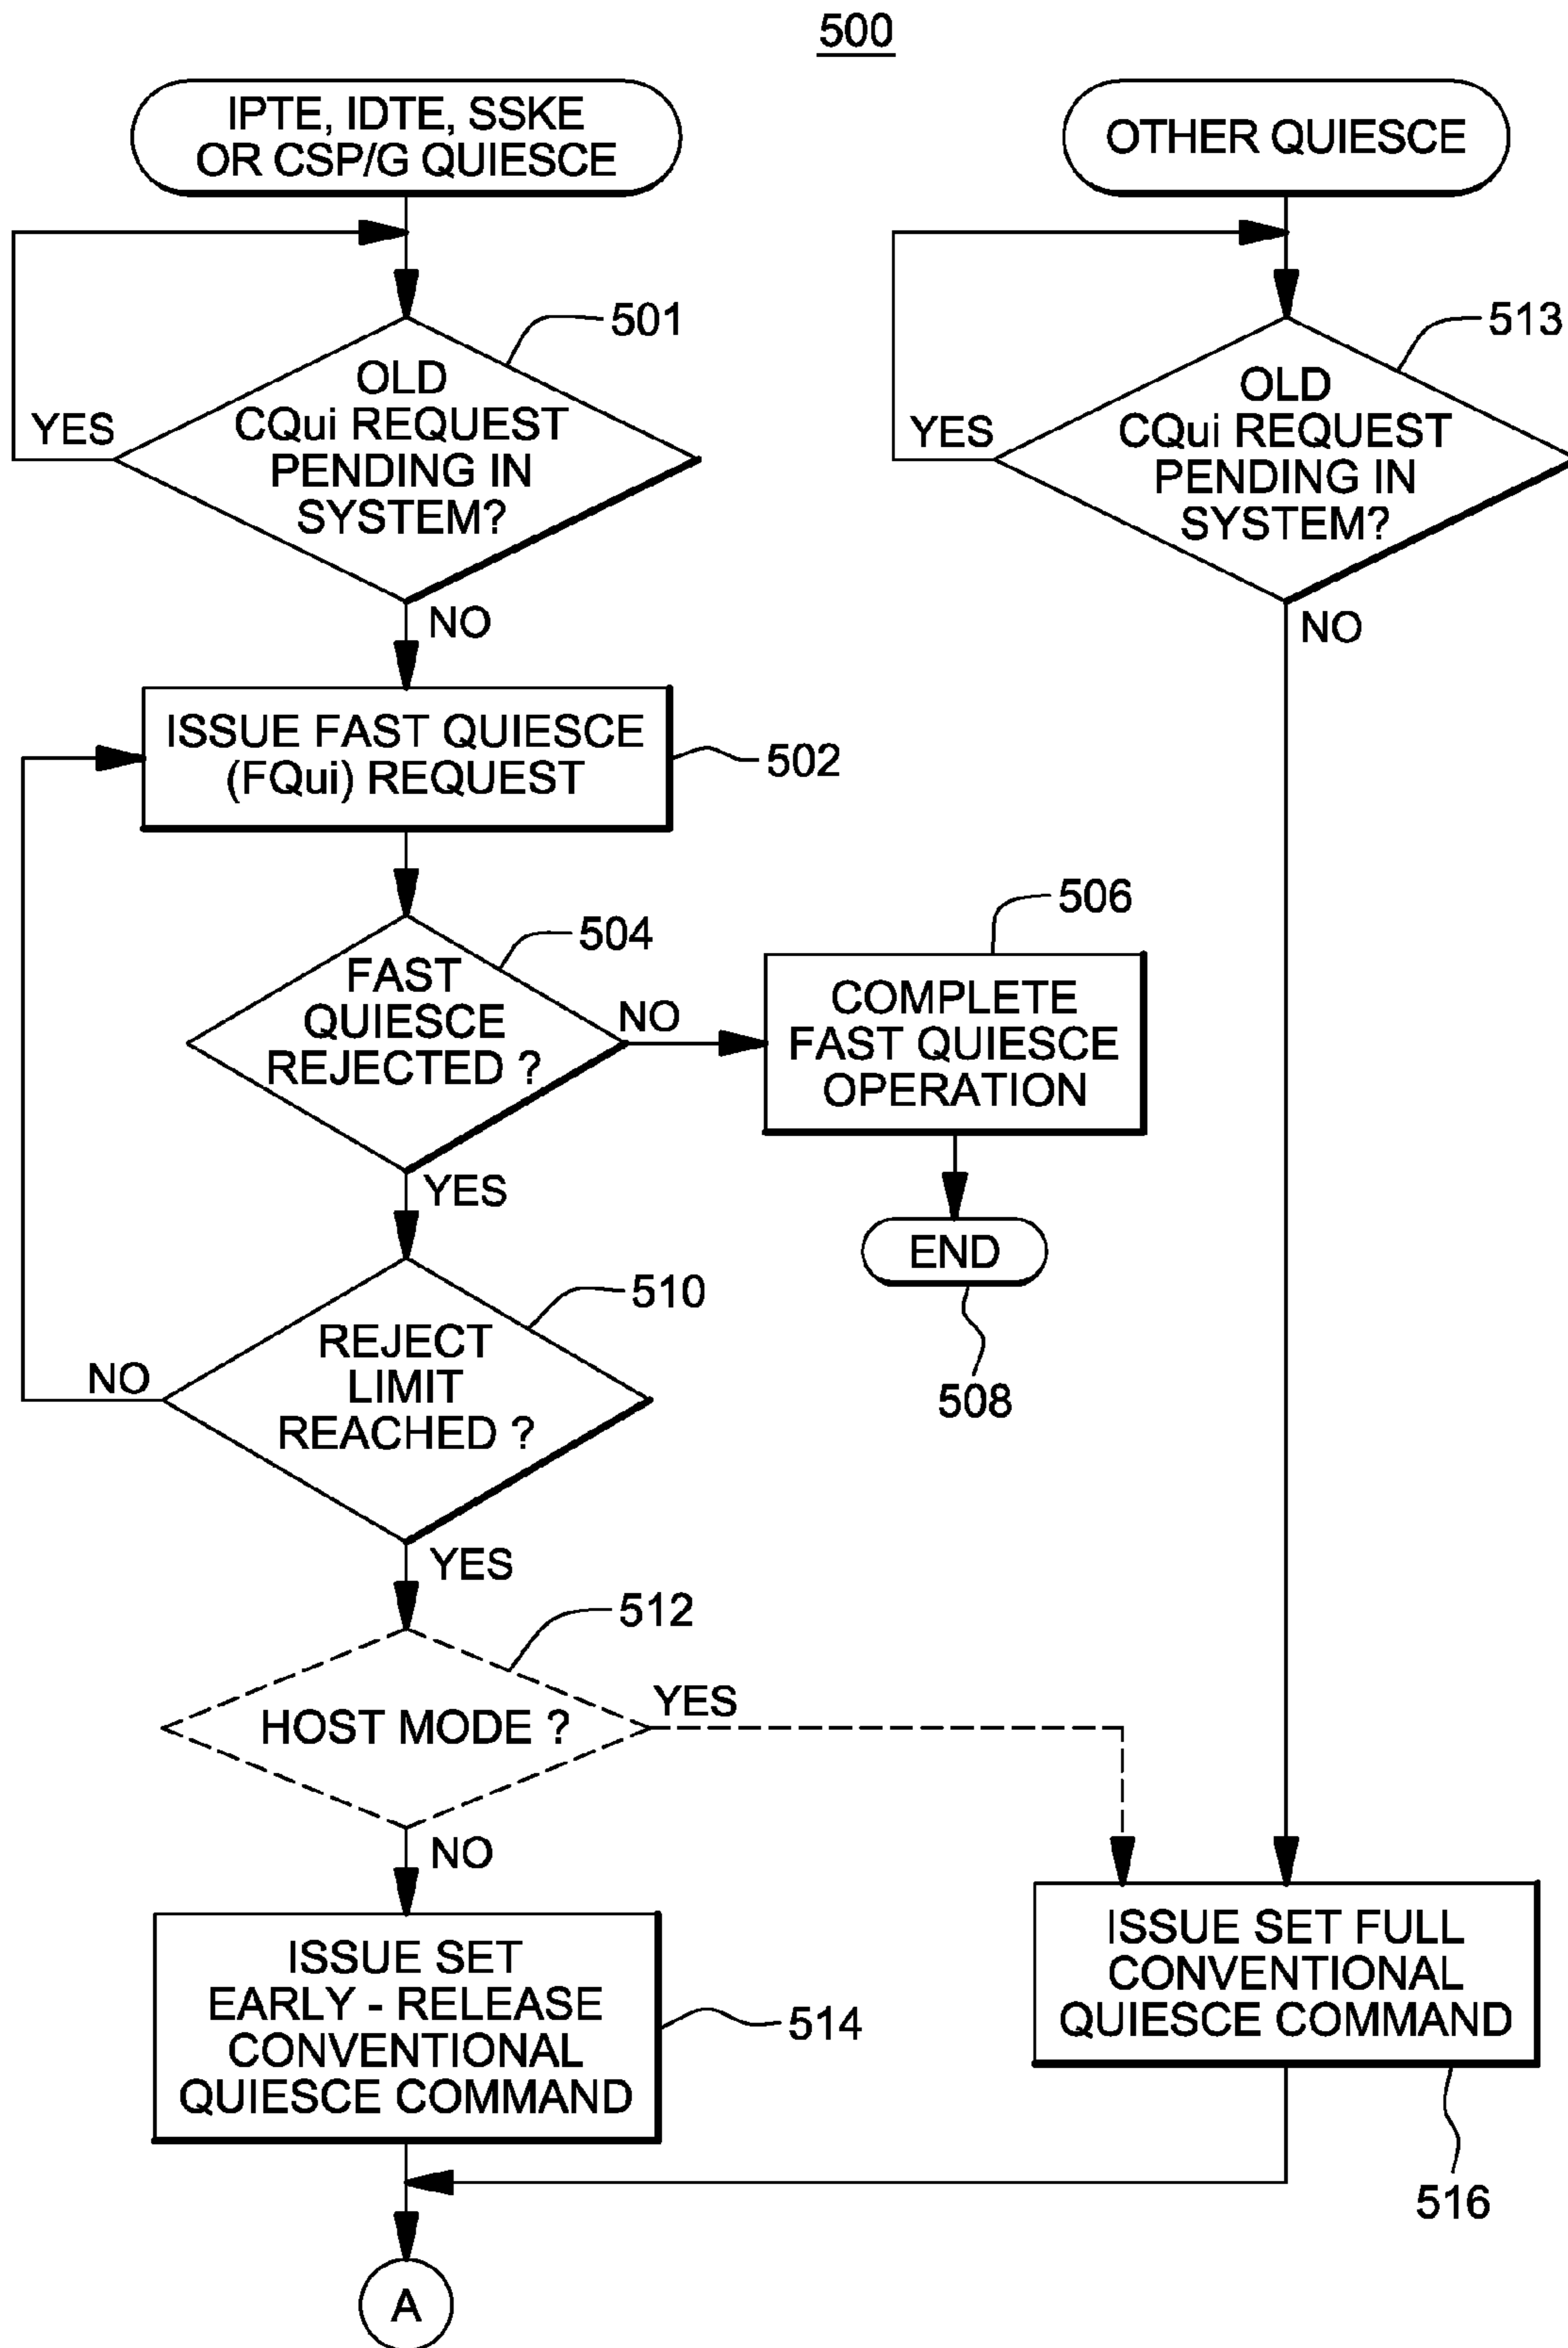 500
IPTE, IDTE, SSKE
OR CSP/G QUIESCE
OTHER QUIESCE
501
OLD
CQui REQUEST
PENDING IN
SYSTEM?
YES
NO
513
OLD
CQui REQUEST
PENDING IN
SYSTEM?
YES
NO
ISSUE FAST QUIESCE
(FQui) REQUEST
502
504
FAST
QUIESCE
REJECTED ?
NO
YES
506
COMPLETE
FAST QUIESCE
OPERATION
END
508
510
REJECT
LIMIT
REACHED ?
NO
YES
512
HOST MODE ?
YES
NO
ISSUE SET
EARLY - RELEASE
CONVENTIONAL
QUIESCE COMMAND
514
ISSUE SET FULL
CONVENTIONAL
QUIESCE COMMAND
516
A